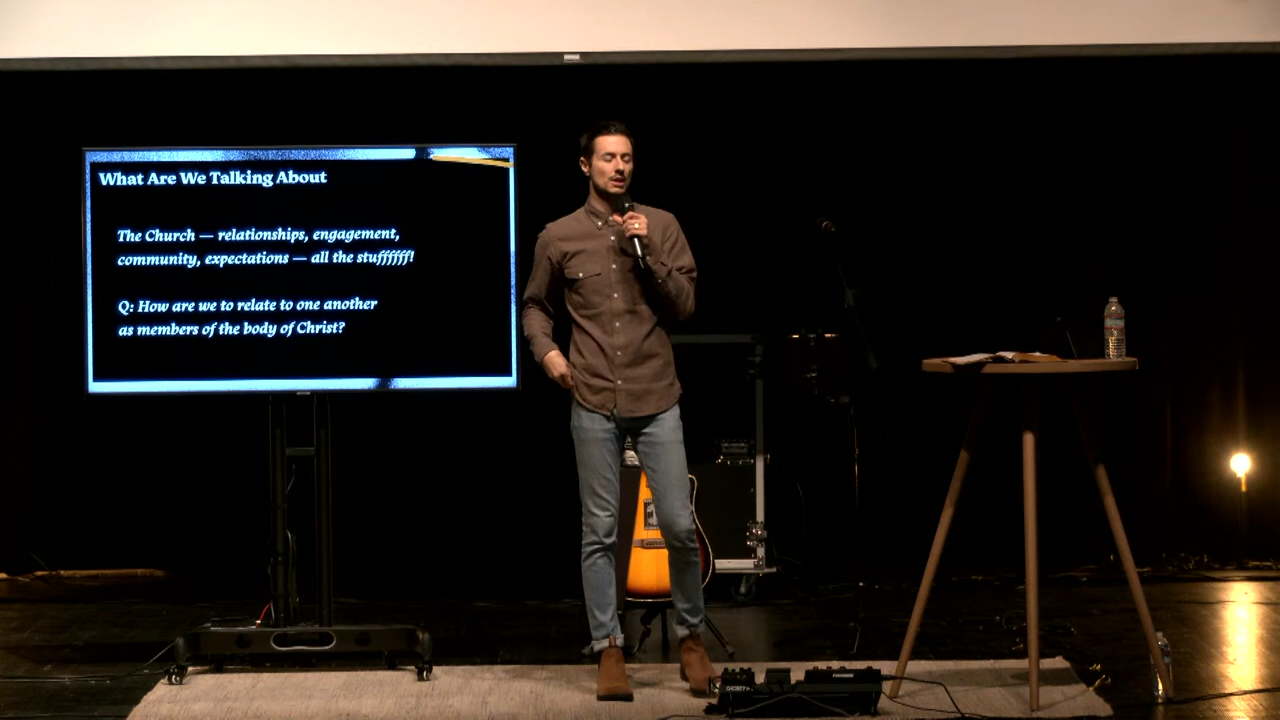 What Are We Talking About
The Church — relationships, engagement,
community, expectations — all the stuffffff!
Q: How are we to relate to one another
as members of the body of Christ?